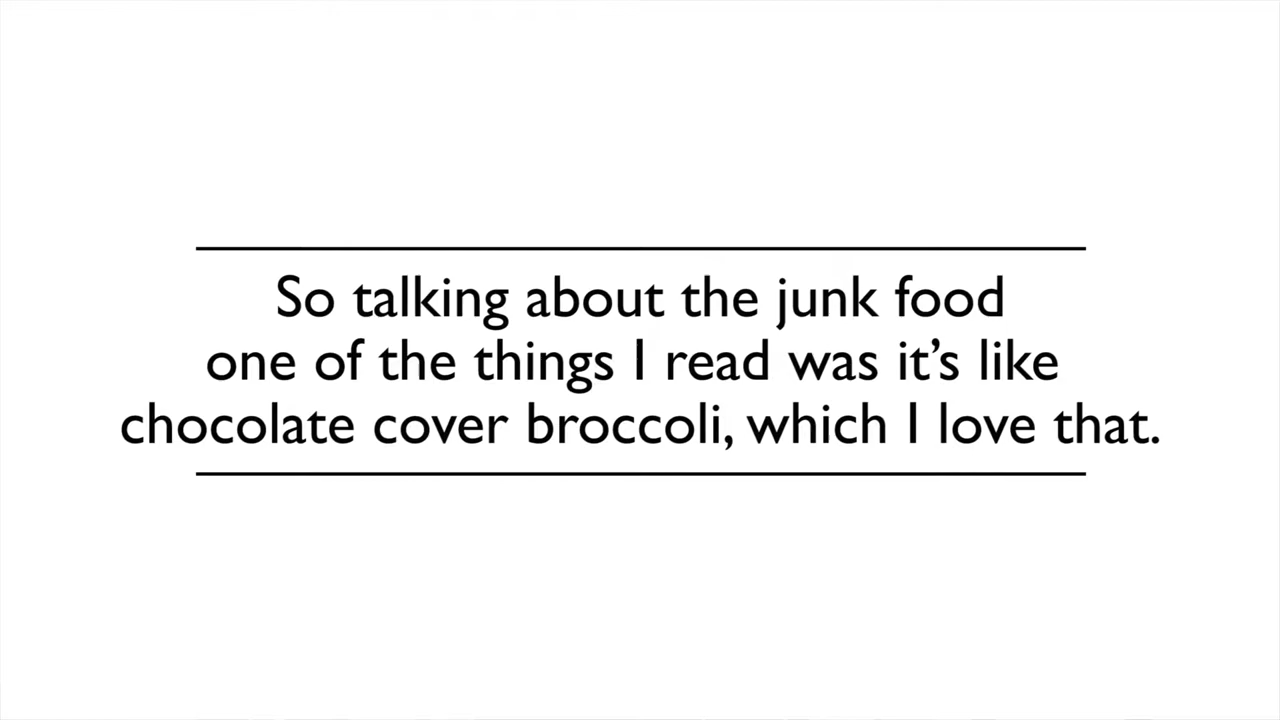 So talking about the junk food
one of the things I read was it’s like
chocolate cover broccoli, which I love that.